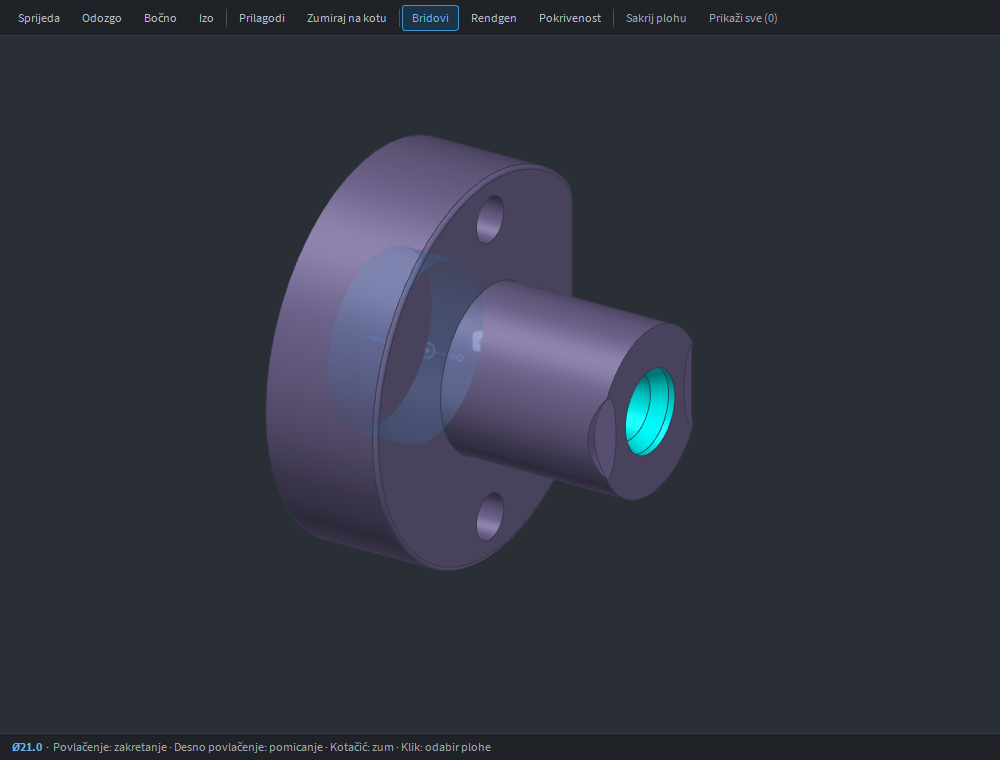 Sprijeda Odozgo Bočno Izo Prilagodi Zumiraj na kotu Bridovi Rendgen Pokrivenost Sakrij plohu Prikaži sve (0)
Ø21.0 · Povlačenje: zakretanje · Desno povlačenje: pomicanje · Kotačić: zum · Klik: odabir plohe